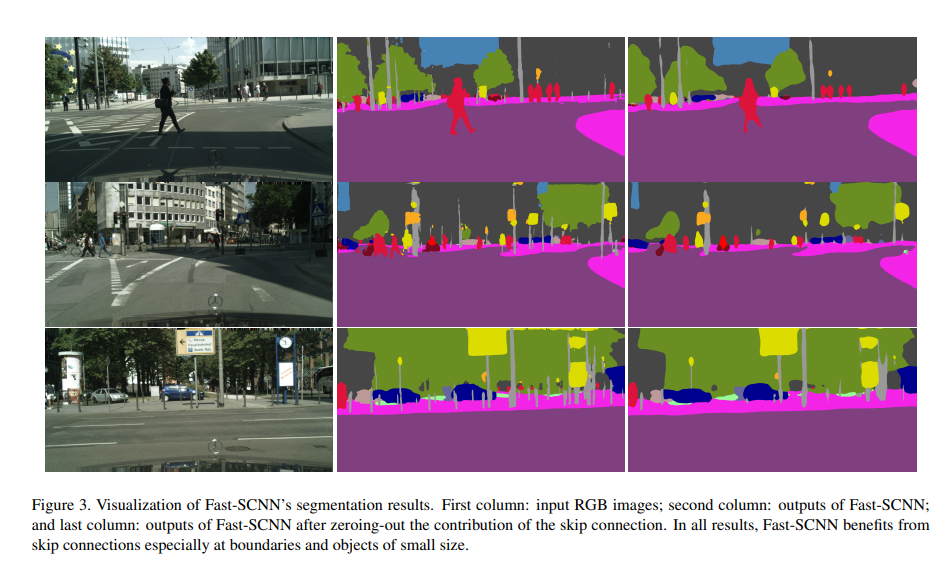 Figure 3. Visualization of Fast-SCNN's segmentation results. First column: input RGB images; second column: outputs of Fast-SCNN;
and last column: outputs of Fast-SCNN after zeroing-out the contribution of the skip connection. In all results, Fast-SCNN benefits from
skip connections especially at boundaries and objects of small size.